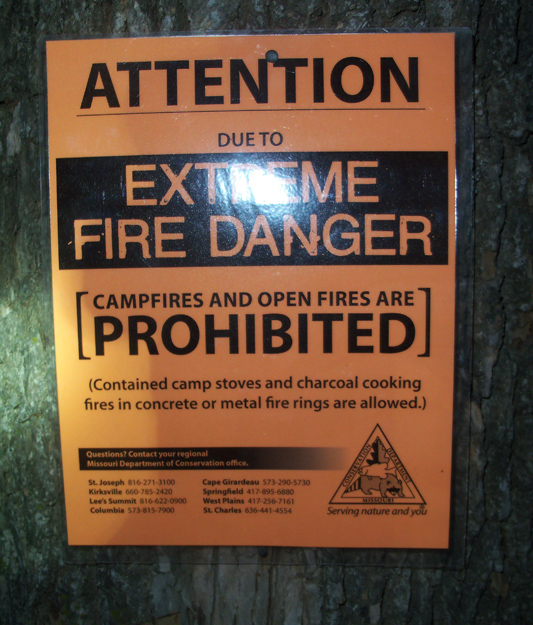 ATTENTION
DUE TO
EXTREME
FIRE DANGER
[CAMPFIRES AND OPEN FIRES ARE
PROHIBITED]
(Contained camp stoves and charcoal cooking
fires in concrete or metal fire rings are allowed.)
Questions? Contact your regional
Missouri Department of Conservation office.
St. Joseph 816-271-3100
Kirksville 660-785-2420
Lee's Summit 816-622-0900
Columbia 573-815-7900
Cape Girardeau 573-290-5730
Springfield 417-895-6880
West Plains 417-256-7161
St. Charles 636-441-4554
CONSERVATION DEPARTMENT
MISSOURI
Serving nature and you